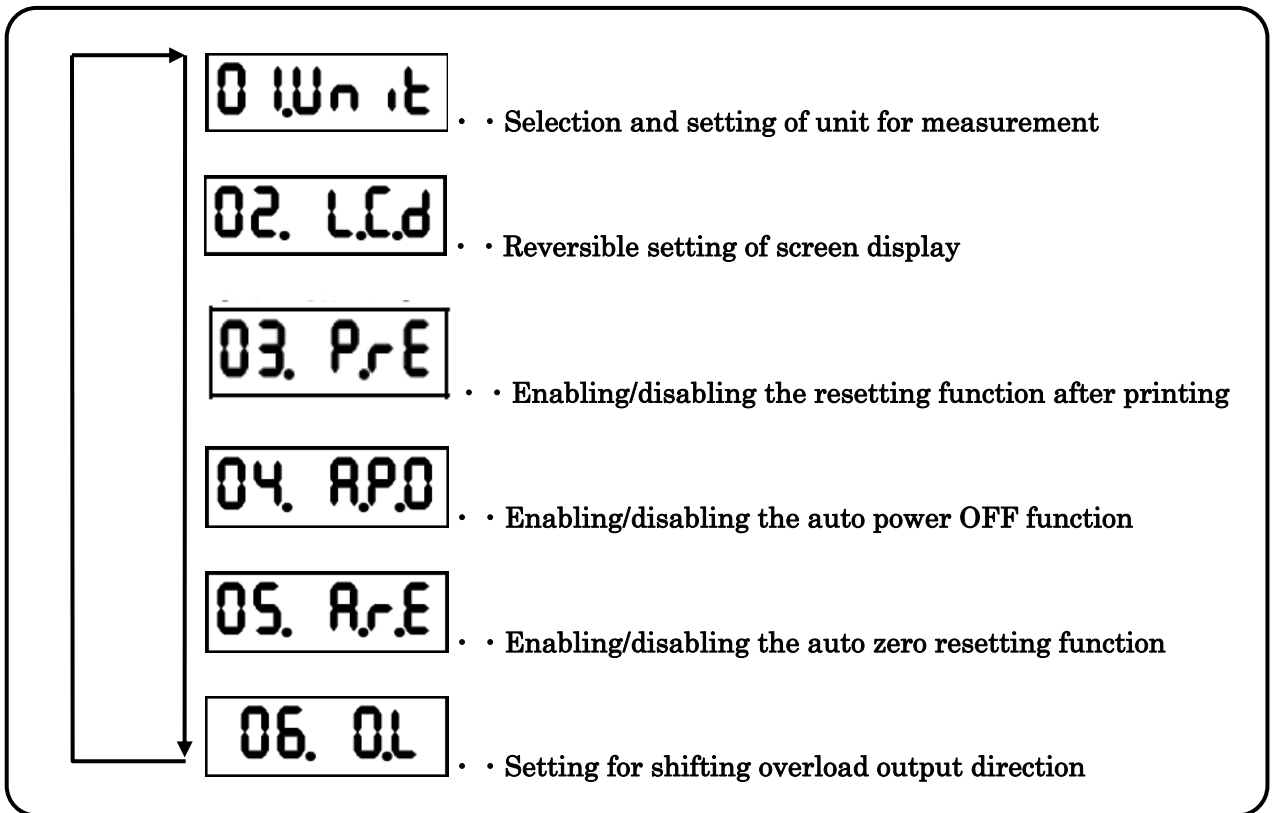 01.Unit
・・Selection and setting of unit for measurement
02. L.C.d
・・Reversible setting of screen display
03. P.rE
・・Enabling/disabling the resetting function after printing
04. A.P.O
・・Enabling/disabling the auto power OFF function
05. A.r.E
・・Enabling/disabling the auto zero resetting function
06. O.L
・・Setting for shifting overload output direction